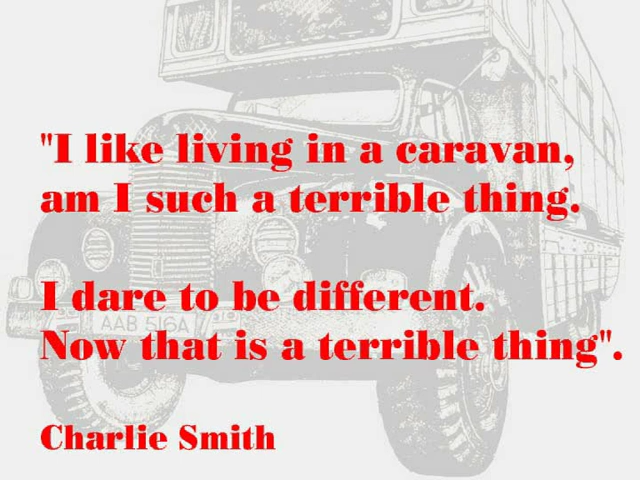 "I like living in a caravan,
am I such a terrible thing.
I dare to be different.
Now that is a terrible thing".
Charlie Smith
AAB 516A